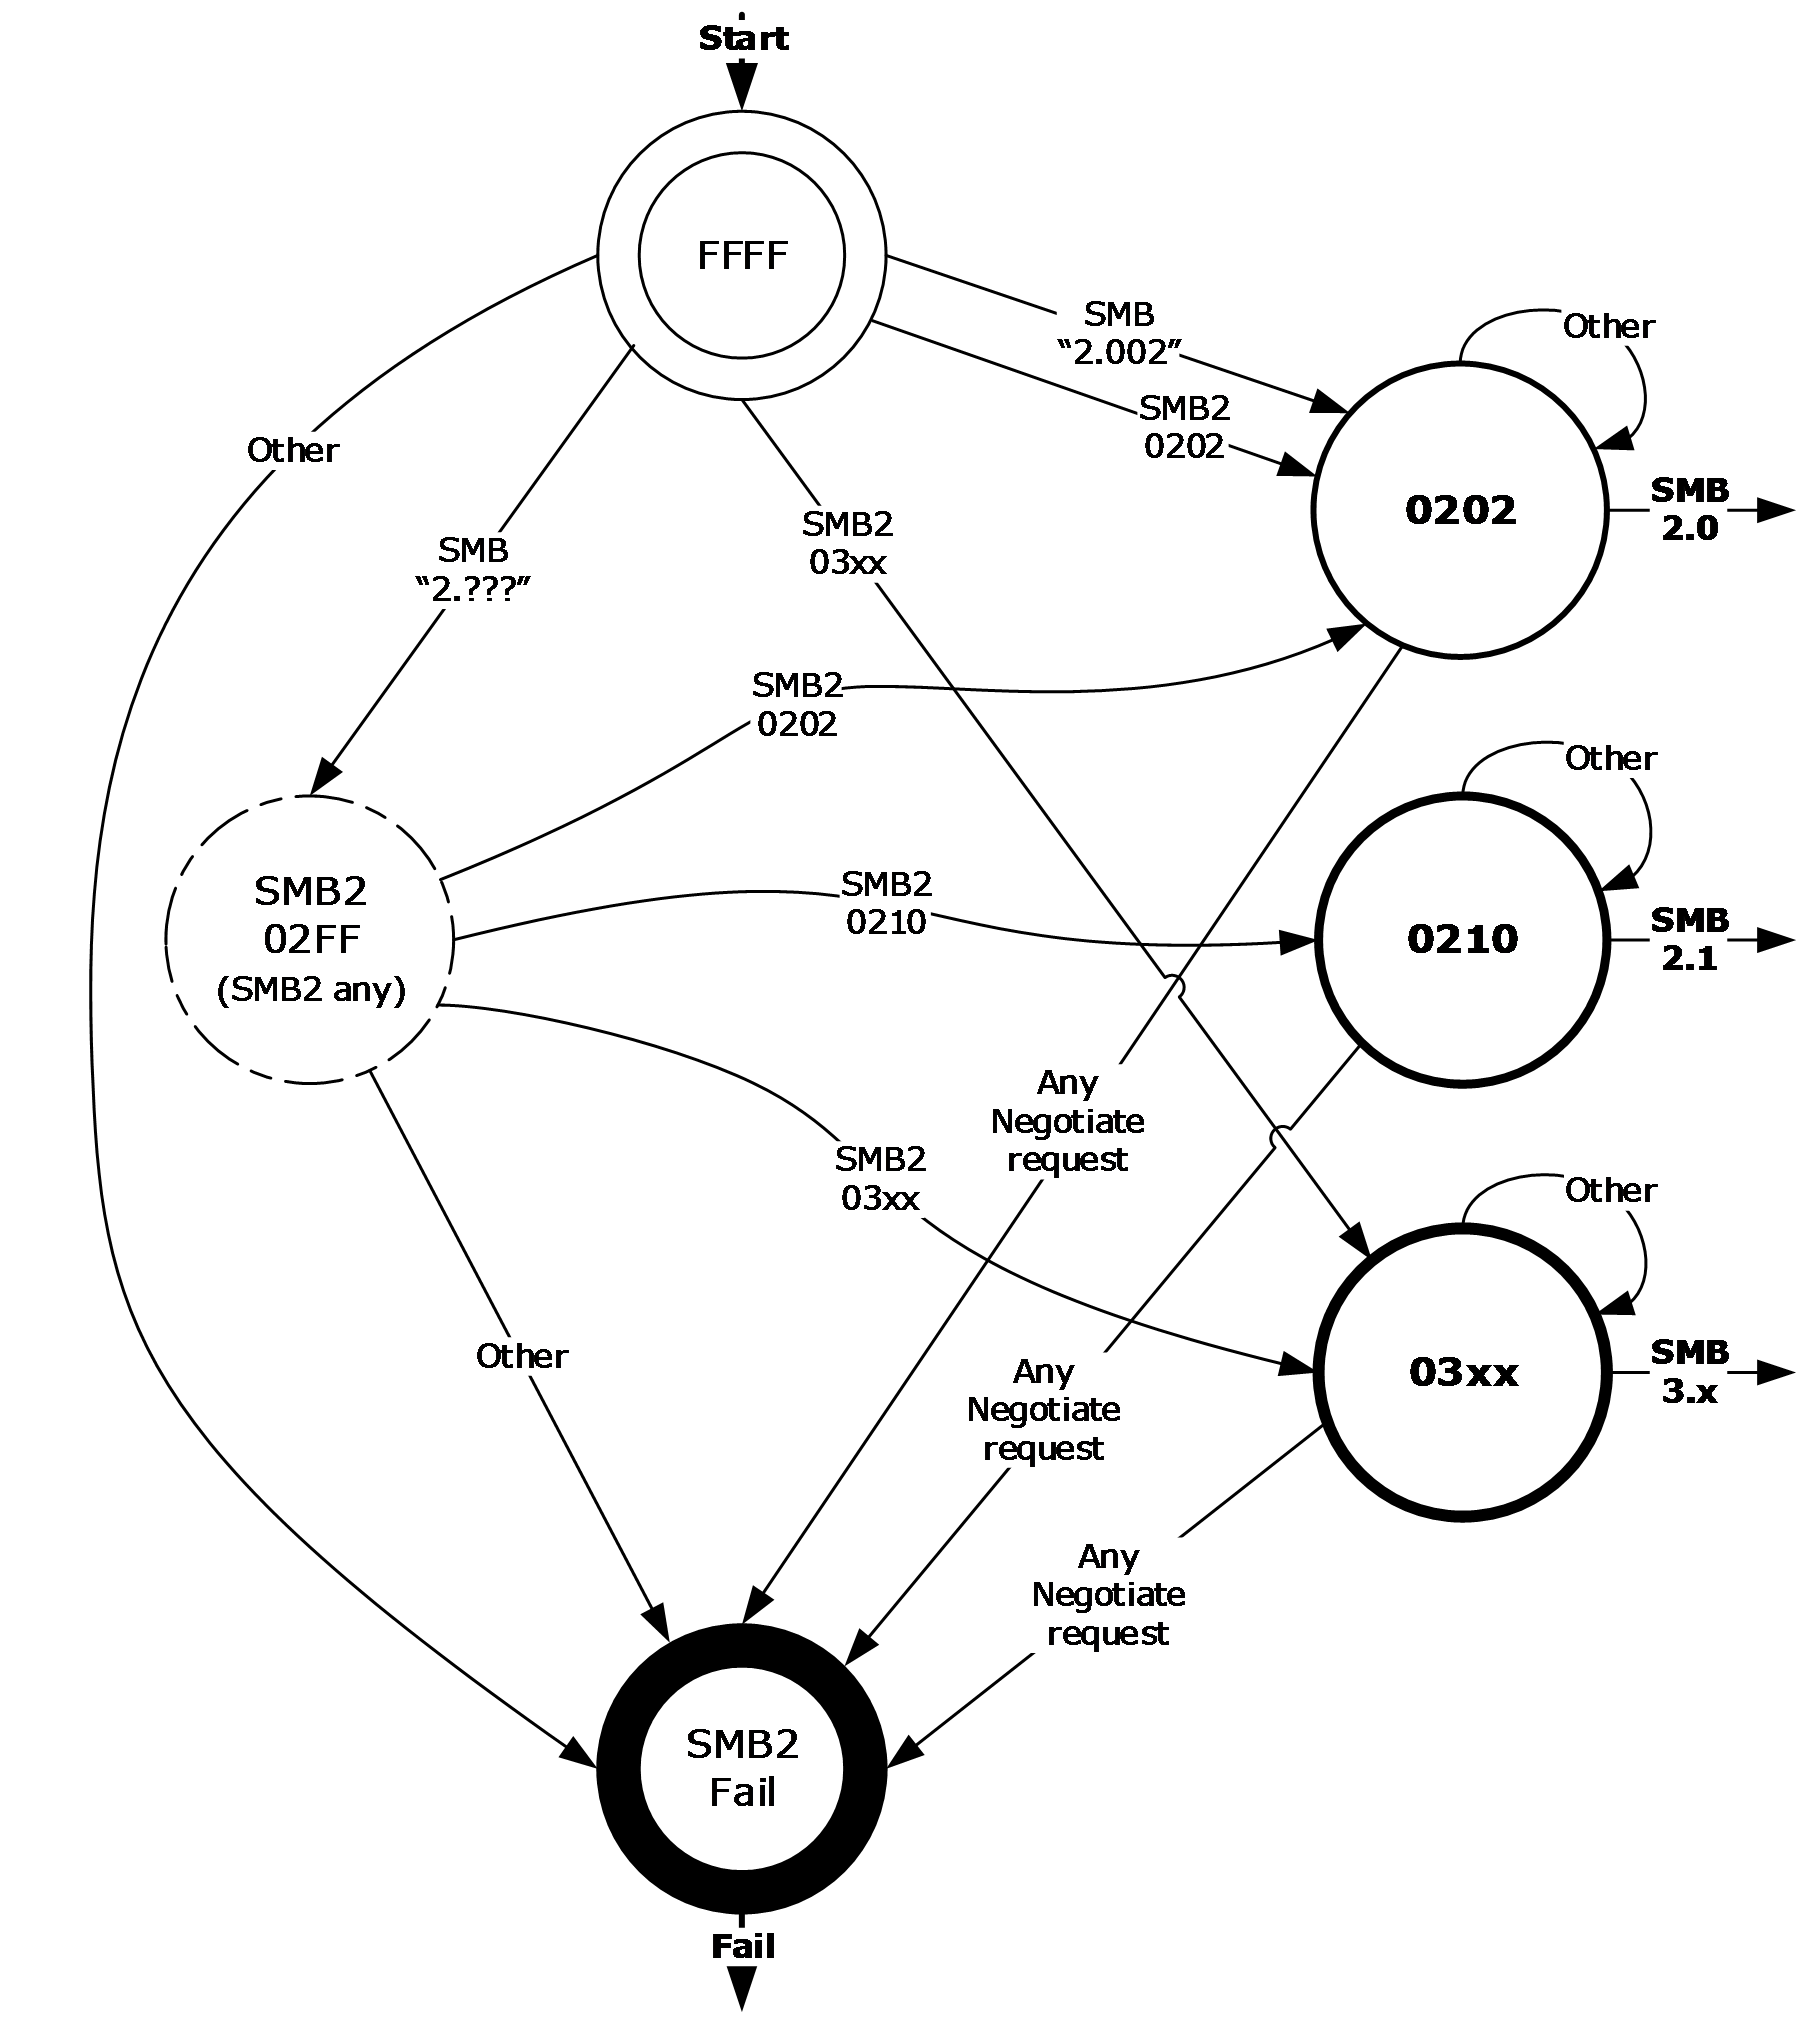 Start
FFFF
SMB
“2.002”
Other
SMB2
0202
Other
0202
SMB
2.0
SMB2
03xx
SMB
“2.???”
SMB2
0202
Other
SMB2
02FF
(SMB2 any)
SMB2
0210
0210
SMB
2.1
Any
Negotiate
request
SMB2
03xx
Other
Other
Any
Negotiate
request
03xx
SMB
3.x
Any
Negotiate
request
SMB2
Fail
Fail